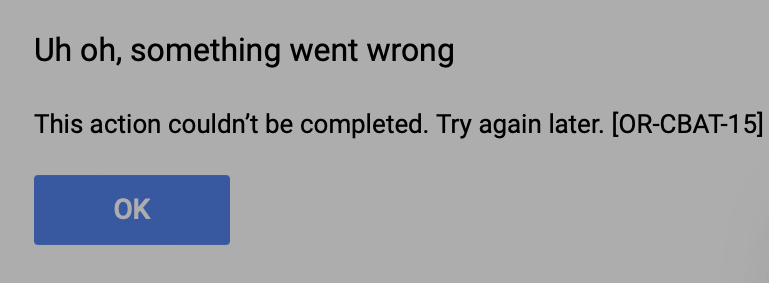 Uh oh, something went wrong
This action couldn’t be completed. Try again later. [OR-CBAT-15]
OK